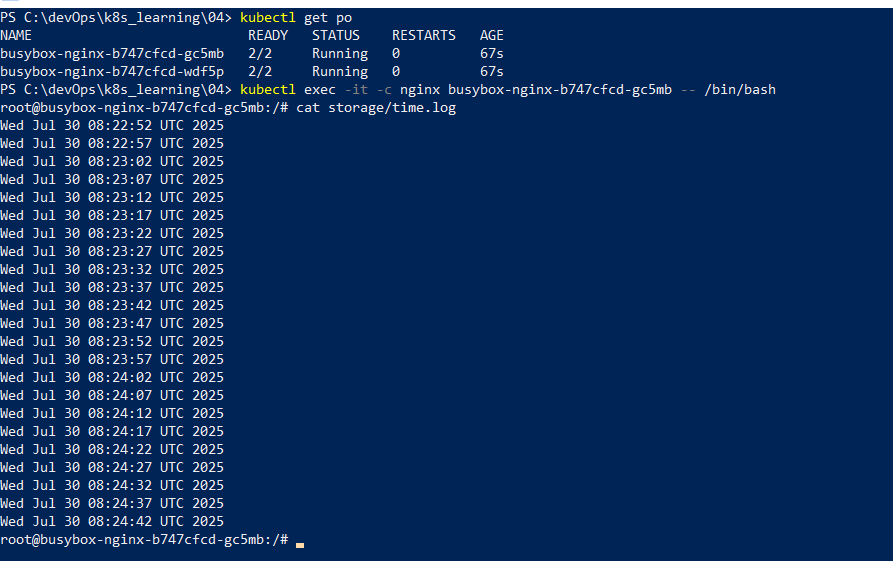 PS C:\devOps\k8s_learning\04> kubectl get po
NAME                             READY   STATUS    RESTARTS   AGE
busybox-nginx-b747cfcd-gc5mb   2/2     Running   0          67s
busybox-nginx-b747cfcd-wdf5p   2/2     Running   0          67s
PS C:\devOps\k8s_learning\04> kubectl exec -it -c nginx busybox-nginx-b747cfcd-gc5mb -- /bin/bash
root@busybox-nginx-b747cfcd-gc5mb:/# cat storage/time.log
Wed Jul 30 08:22:52 UTC 2025
Wed Jul 30 08:22:57 UTC 2025
Wed Jul 30 08:23:02 UTC 2025
Wed Jul 30 08:23:07 UTC 2025
Wed Jul 30 08:23:12 UTC 2025
Wed Jul 30 08:23:17 UTC 2025
Wed Jul 30 08:23:22 UTC 2025
Wed Jul 30 08:23:27 UTC 2025
Wed Jul 30 08:23:32 UTC 2025
Wed Jul 30 08:23:37 UTC 2025
Wed Jul 30 08:23:42 UTC 2025
Wed Jul 30 08:23:47 UTC 2025
Wed Jul 30 08:23:52 UTC 2025
Wed Jul 30 08:23:57 UTC 2025
Wed Jul 30 08:24:02 UTC 2025
Wed Jul 30 08:24:07 UTC 2025
Wed Jul 30 08:24:12 UTC 2025
Wed Jul 30 08:24:17 UTC 2025
Wed Jul 30 08:24:22 UTC 2025
Wed Jul 30 08:24:27 UTC 2025
Wed Jul 30 08:24:32 UTC 2025
Wed Jul 30 08:24:37 UTC 2025
Wed Jul 30 08:24:42 UTC 2025
root@busybox-nginx-b747cfcd-gc5mb:/#